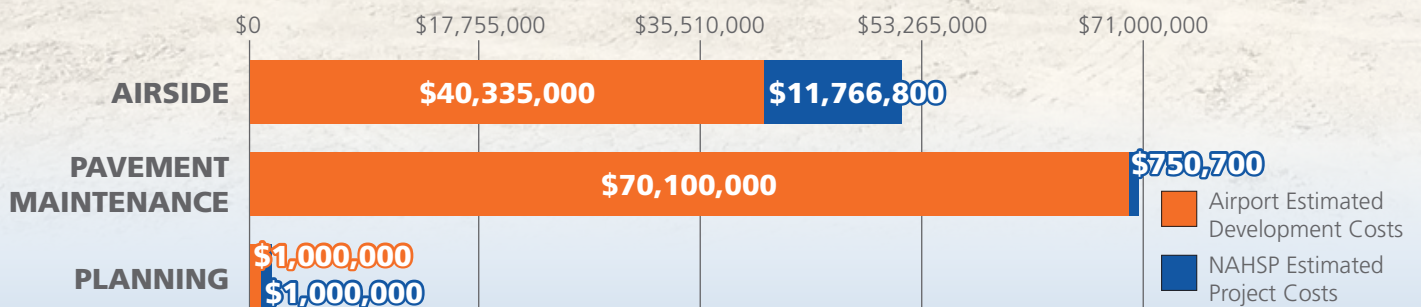 $0 $17,755,000 $35,510,000 $53,265,000 $71,000,000
AIRSIDE $40,335,000 $11,766,800
PAVEMENT
MAINTENANCE
$70,100,000 $750,700
Airport Estimated
Development Costs
PLANNING
$1,000,000
$1,000,000
NAHSP Estimated
Project Costs